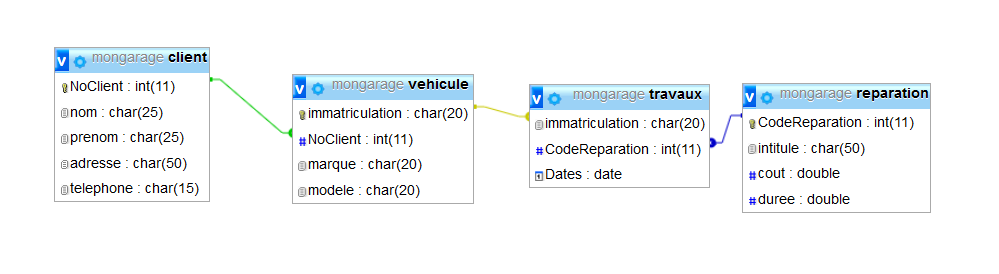 mongarage client
NoClient : int(11)
nom : char(25)
prenom : char(25)
adresse : char(50)
telephone : char(15)
mongarage vehicule
immatriculation : char(20)
# NoClient : int(11)
marque : char(20)
modele : char(20)
mongarage travaux
immatriculation : char(20)
# CodeReparation : int(11)
Dates : date
mongarage reparation
CodeReparation : int(11)
intitule : char(50)
# cout : double
# duree : double